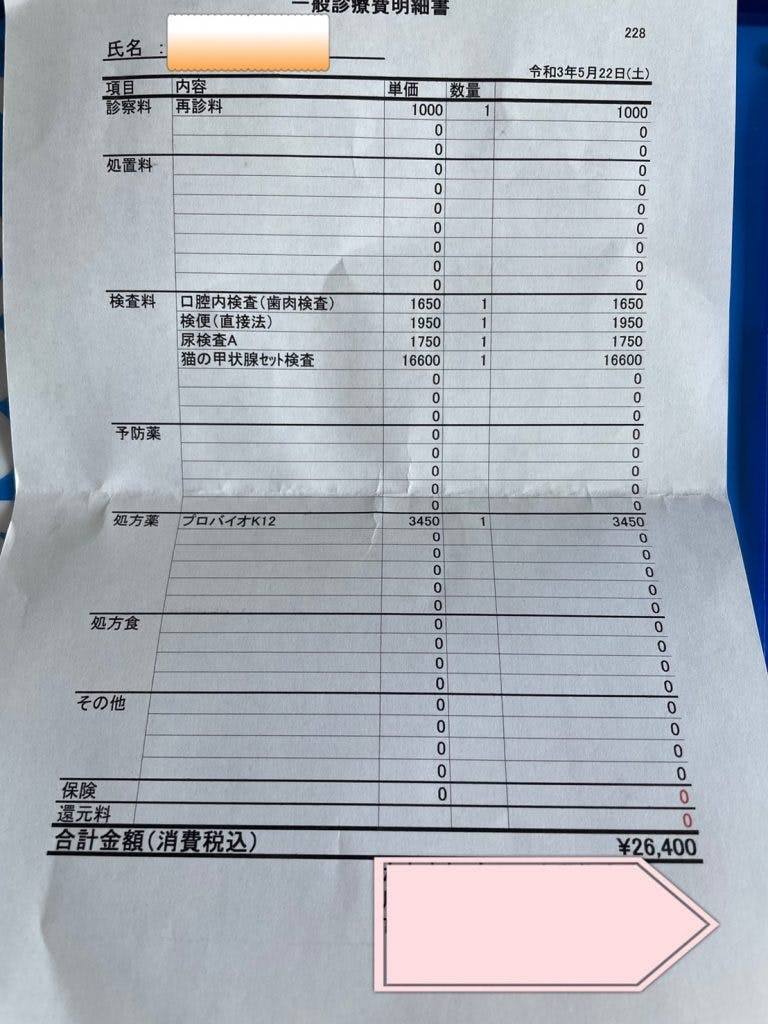 一般診療費明細書
228
氏名 :
令和3年5月22日(土)
項目 内容 単価 数量
診察料 再診料 1000 1 1000
0 0
0 0
処置料 0 0
0 0
0 0
0 0
0 0
0 0
0 0
検査料 口腔内検査(歯肉検査) 1650 1 1650
検便(直接法) 1950 1 1950
尿検査A 1750 1 1750
猫の甲状腺セット検査 16600 1 16600
0 0
0 0
0 0
予防薬 0 0
0 0
0 0
0 0
0 0
処方薬 プロバイオK12 3450 1 3450
0 0
0 0
0 0
0 0
0 0
処方食 0 0
0 0
0 0
0 0
その他 0 0
0 0
0 0
0 0
保険 0 0
還元料 0
合計金額(消費税込) ¥26,400